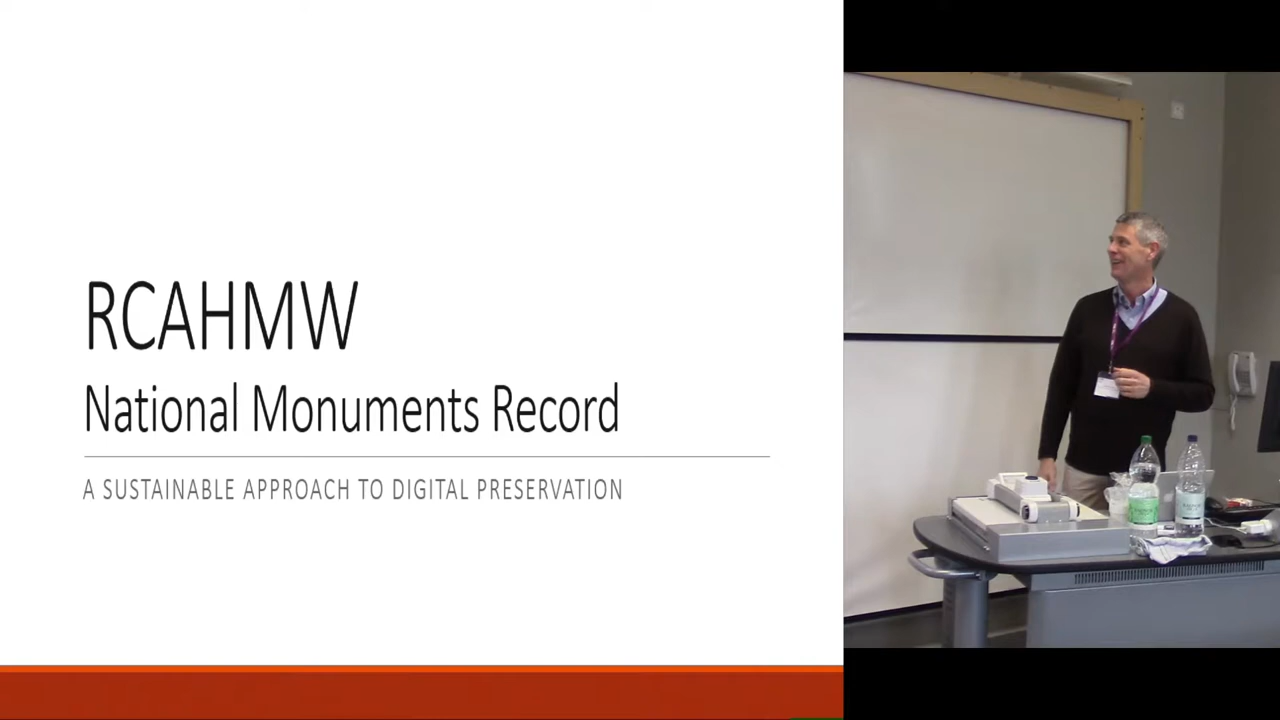 RCAHMW
National Monuments Record
A SUSTAINABLE APPROACH TO DIGITAL PRESERVATION